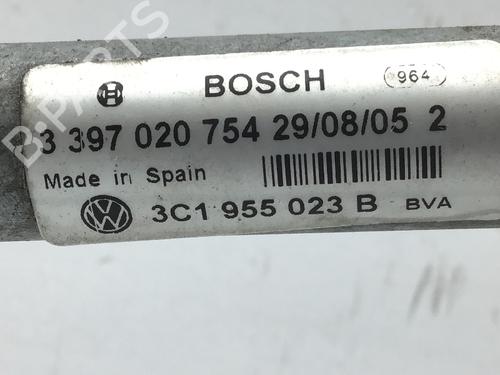 B-PARTS
BOSCH 964
3 397 020 754 29/08/05 2
Made in Spain
3C1 955 023 B BVA